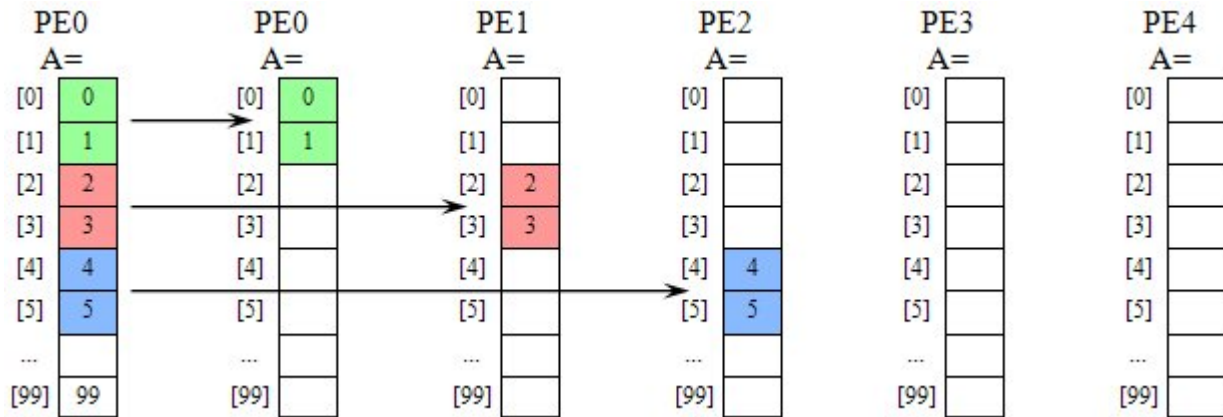 PE0 PE0 PE1 PE2 PE3 PE4
A= A= A= A= A= A=
[0] 0 [0] 0 [0] [0] [0] [0]
[1] 1 [1] 1 [1] [1] [1] [1]
[2] 2 [2] [2] 2 [2] [2] [2]
[3] 3 [3] [3] 3 [3] [3] [3]
[4] 4 [4] [4] [4] 4 [4] [4]
[5] 5 [5] [5] [5] 5 [5] [5]
... ... ... ... ... ...
[99] 99 [99] [99] [99] [99] [99]